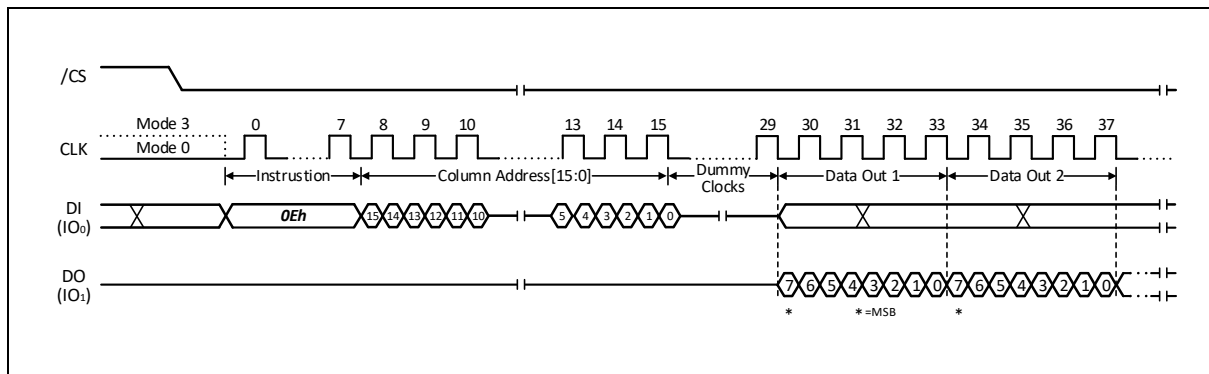 /CS
Mode 3 0 7 8 9 10 13 14 15 29 30 31 32 33 34 35 36 37
CLK Mode 0
Instrustion Column Address[15:0] Dummy Clocks Data Out 1 Data Out 2
DI (IO0) 0Eh 15 14 13 12 11 10 5 4 3 2 1 0
DO (IO1) 7 6 5 4 3 2 1 0 7 6 5 4 3 2 1 0
* * =MSB *